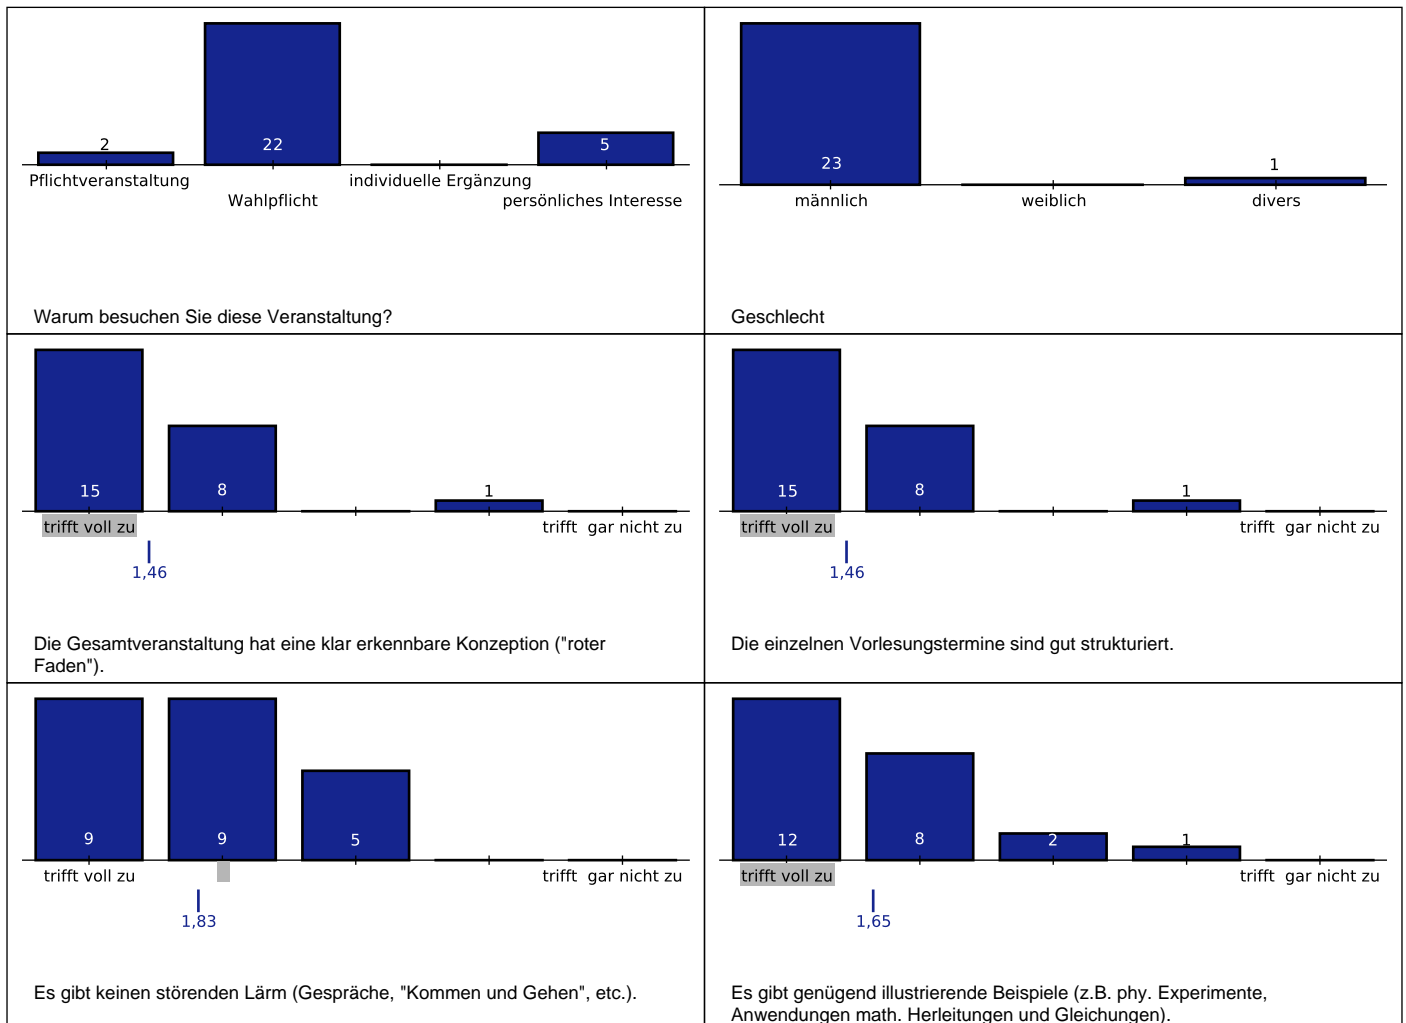 2
22
5
Pflichtveranstaltung
individuelle Ergänzung
Wahlpflicht
persönliches Interesse
Warum besuchen Sie diese Veranstaltung?
23
1
männlich
weiblich
divers
Geschlecht
15
8
1
trifft voll zu
trifft gar nicht zu
1,46
Die Gesamtveranstaltung hat eine klar erkennbare Konzeption ("roter
Faden").
15
8
1
trifft voll zu
trifft gar nicht zu
1,46
Die einzelnen Vorlesungstermine sind gut strukturiert.
9
9
5
trifft voll zu
trifft gar nicht zu
1,83
Es gibt keinen störenden Lärm (Gespräche, "Kommen und Gehen", etc.).
12
8
2
1
trifft voll zu
trifft gar nicht zu
1,65
Es gibt genügend illustrierende Beispiele (z.B. phy. Experimente,
Anwendungen math. Herleitungen und Gleichungen).